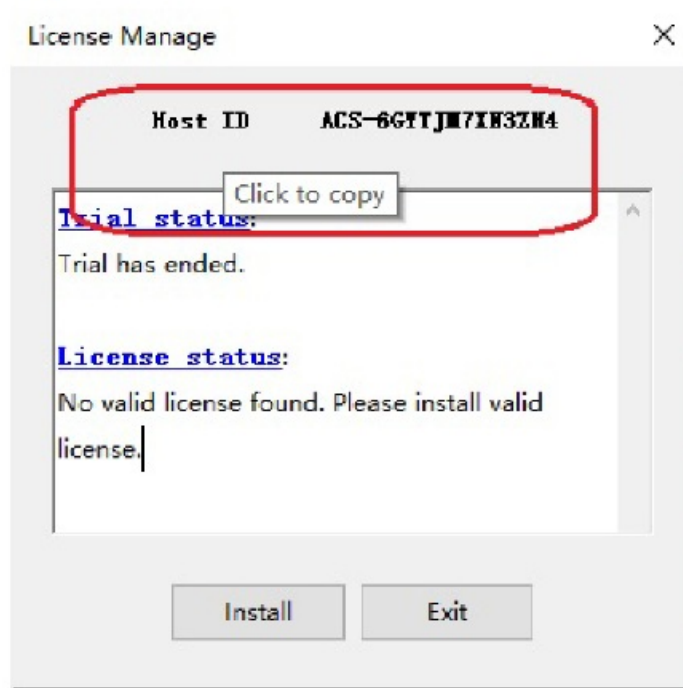 License Manage
Host ID
Click to copy
Trial status:
Trial has ended.
License status:
No valid license found. Please install valid
license.
Install Exit